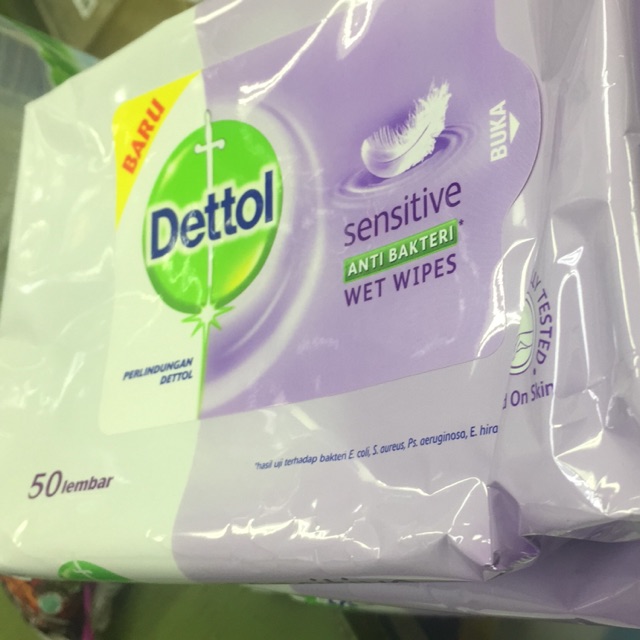 BARU
Dettol
PERLINDUNGAN
DETTOL
sensitive
ANTI BAKTERI*
WET WIPES
BUKA
TESTED
On Skin
*hasil uji terhadap bakteri E. coli, S. aureus, Ps. aeruginosa, E. hira
50 lembar